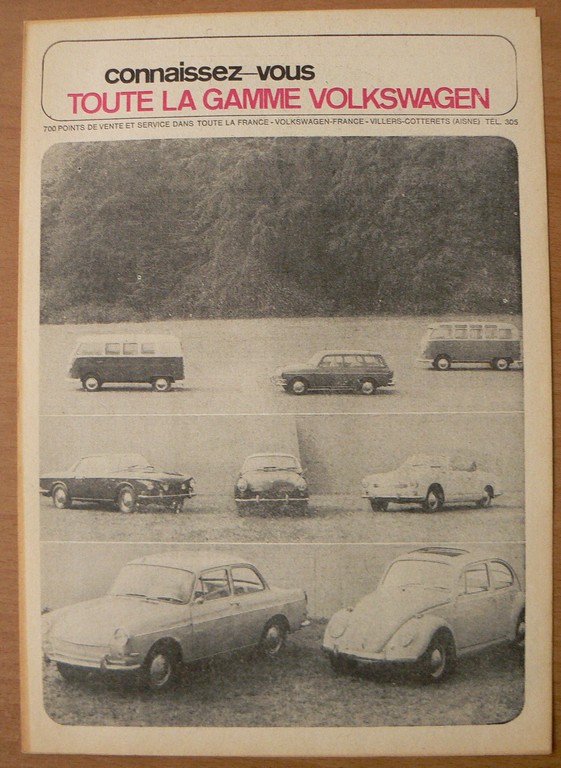 connaissez-vous
TOUTE LA GAMME VOLKSWAGEN
700 POINTS DE VENTE ET SERVICE DANS TOUTE LA FRANCE - VOLKSWAGEN-FRANCE - VILLERS-COTTERETS (AISNE) TÉL. 305